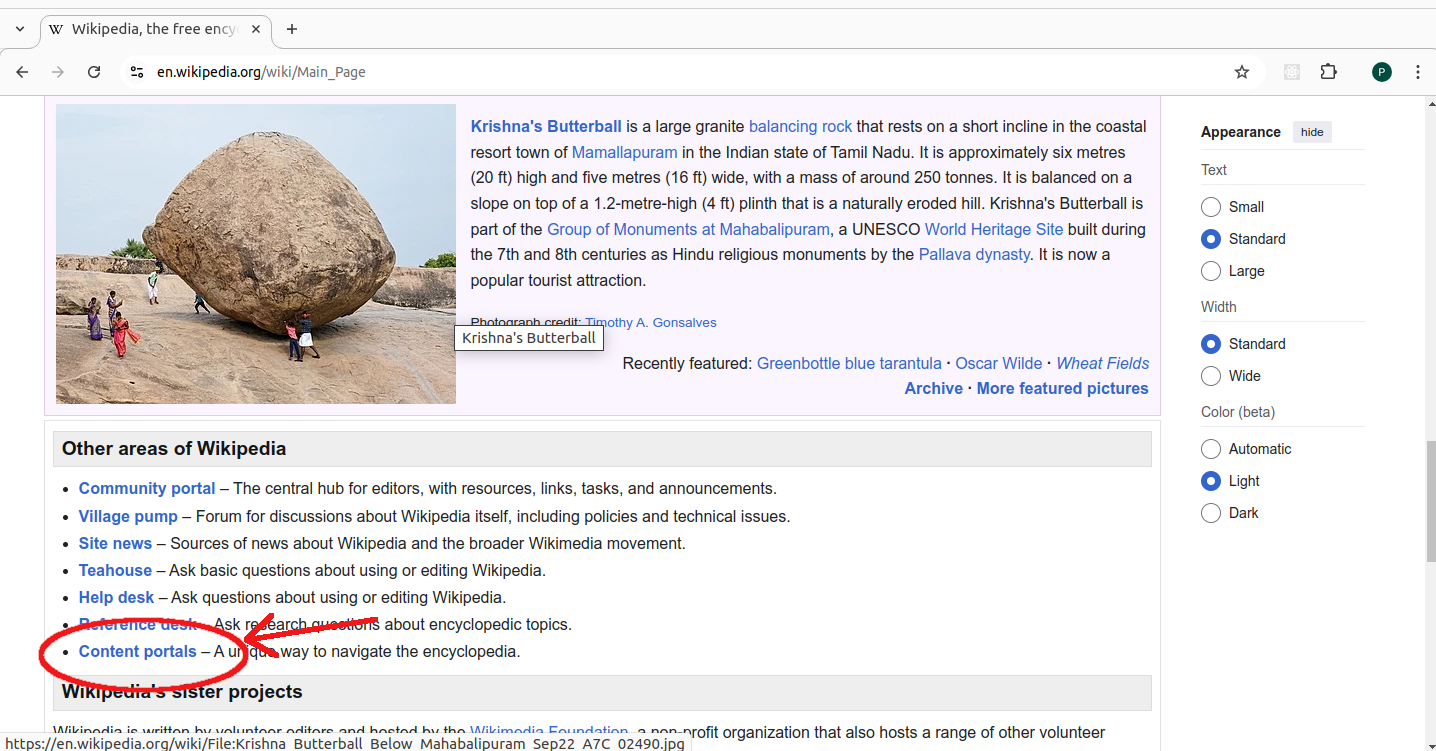 Wikipedia, the free ency
en.wikipedia.org/wiki/Main_Page
P
Krishna's Butterball is a large granite balancing rock that rests on a short incline in the coastal
resort town of Mamallapuram in the Indian state of Tamil Nadu. It is approximately six metres
(20 ft) high and five metres (16 ft) wide, with a mass of around 250 tonnes. It is balanced on a
slope on top of a 1.2-metre-high (4 ft) plinth that is a naturally eroded hill. Krishna's Butterball is
part of the Group of Monuments at Mahabalipuram, a UNESCO World Heritage Site built during
the 7th and 8th centuries as Hindu religious monuments by the Pallava dynasty. It is now a
popular tourist attraction.
Photograph credit: Timothy A. Gonsalves
Krishna's Butterball
Recently featured: Greenbottle blue tarantula · Oscar Wilde · Wheat Fields
Archive · More featured pictures
Other areas of Wikipedia
• Community portal – The central hub for editors, with resources, links, tasks, and announcements.
• Village pump – Forum for discussions about Wikipedia itself, including policies and technical issues.
• Site news – Sources of news about Wikipedia and the broader Wikimedia movement.
• Teahouse – Ask basic questions about using or editing Wikipedia.
• Help desk – Ask questions about using or editing Wikipedia.
• Reference desk – Ask research questions about encyclopedic topics.
• Content portals – A unique way to navigate the encyclopedia.
Wikipedia's sister projects
Wikipedia is written by volunteer editors and hosted by the Wikimedia Foundation, a non-profit organization that also hosts a range of other volunteer
https://en.wikipedia.org/wiki/File:Krishna_Butterball_Below_Mahabalipuram_Sep22_A7C_02490.jpg
Appearance hide
Text
Small
Standard
Large
Width
Standard
Wide
Color (beta)
Automatic
Light
Dark